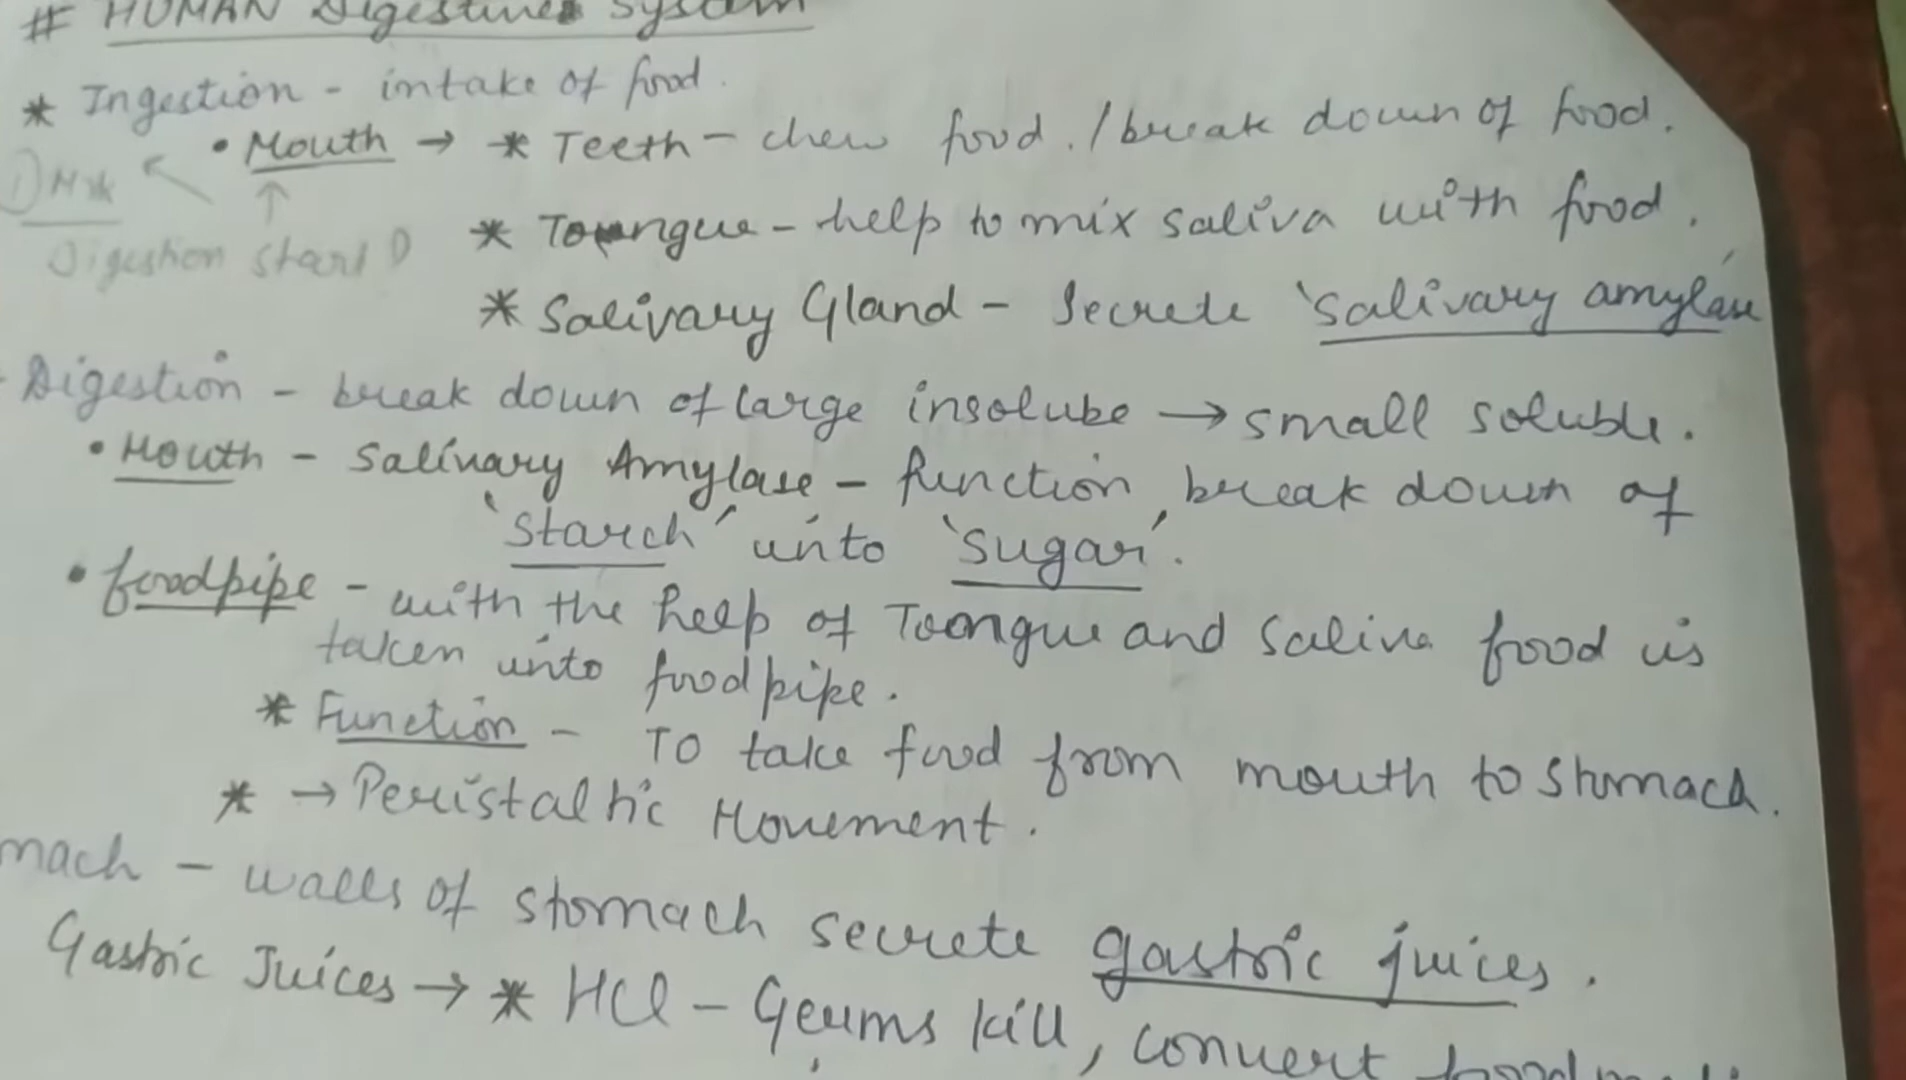 # HUMAN Digestive System
* Ingestion - intake of food.
• Mouth → * Teeth - chew food. / break down of food.
* Toungue - help to mix saliva with food.
Digestion start
* Salivary Gland - Secrete 'salivary amylase'
Digestion - break down of large insolube → small soluble.
• Mouth - Salivary Amylase - function, break down of
'Starch' into 'Sugar'.
• foodpipe - with the help of Toongue and saliva food is
taken into foodpipe.
* Function - To take food from mouth to stomach.
* → Peristaltic Movement.
mach - walls of stomach secrete gastric juices.
Gastric Juices → * HCl - Germs kill, convert food